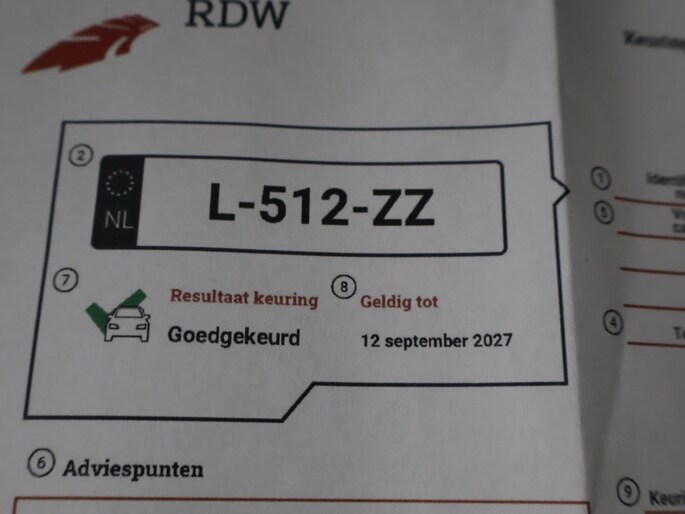 RDW
2
NL
L-512-ZZ
7
Resultaat keuring
8
Geldig tot
Goedgekeurd
12 september 2027
6 Adviespunten
1
5
4
9